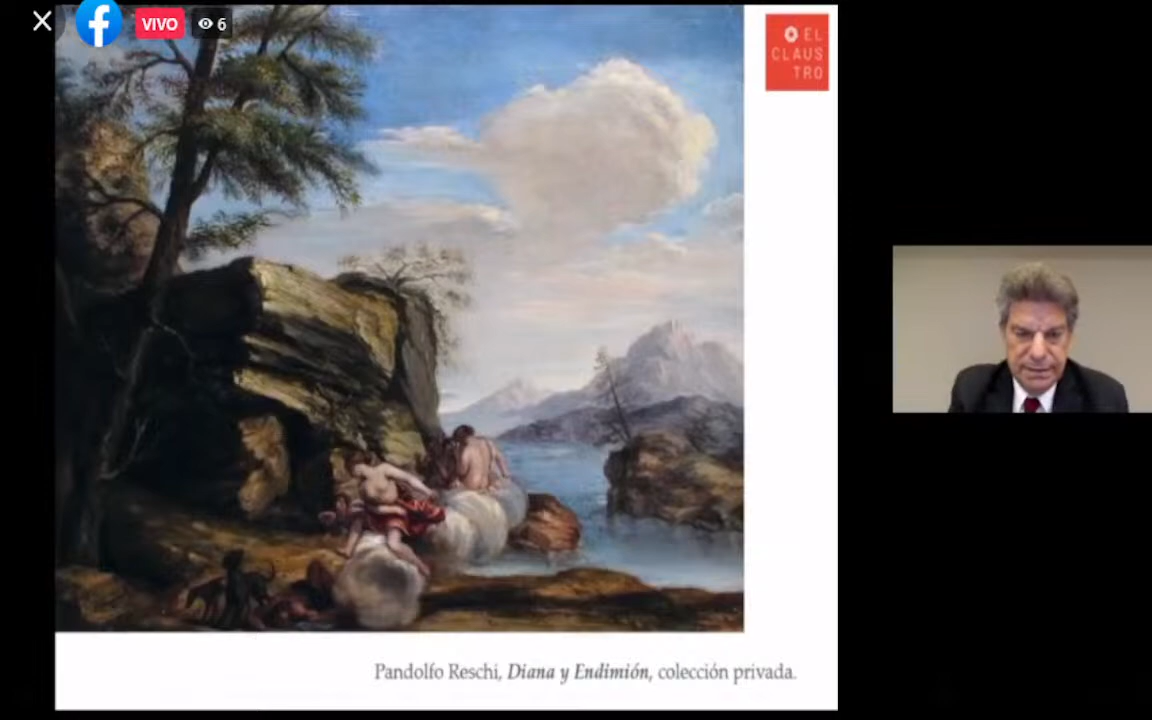 VIVO
6
EL
CLAUS
TRO
Pandolfo Reschi, Diana y Endimión, colección privada.